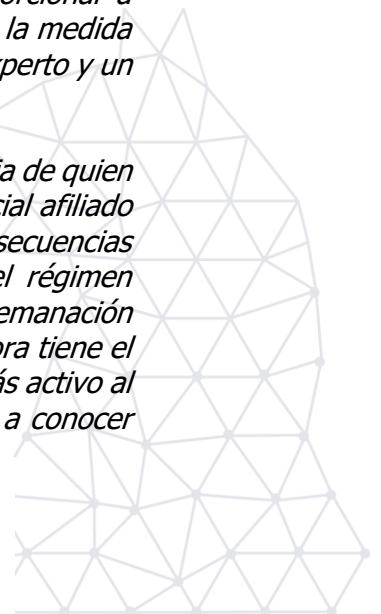 la medida
perto y un
ia de quien
cial afiliado
secuencias
el régimen
emanación
ora tiene el
ás activo al
a conocer